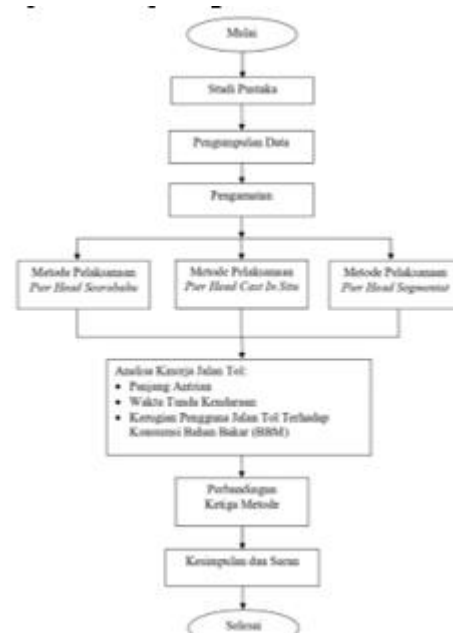 Mulai
Studi Pustaka
Pengumpulan Data
Pengamatan
Metode Pelaksanaan
Pier Head Sosrobahu
Metode Pelaksanaan
Pier Head Cast In Situ
Metode Pelaksanaan
Pier Head Segmental
Analisa Kinerja Jalan Tol:
• Panjang Antrian
• Waktu Tunda Kendaraan
• Kerugian Pengguna Jalan Tol Terhadap
Konsumsi Bahan Bakar (BBM)
Perbandingan
Ketiga Metode
Kesimpulan dan Saran
Selesai